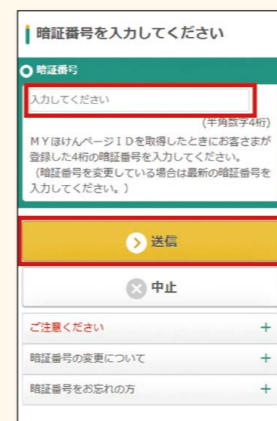 暗証番号を入力してください
暗証番号
入力してください
(半角数字4桁)
MYほけんページIDを取得したときにお客さまが
登録した4桁の暗証番号を入力してください。
(暗証番号を変更している場合は最新の暗証番号を
入力してください。)
送信
中止
ご注意ください
暗証番号の変更について
暗証番号をお忘れの方